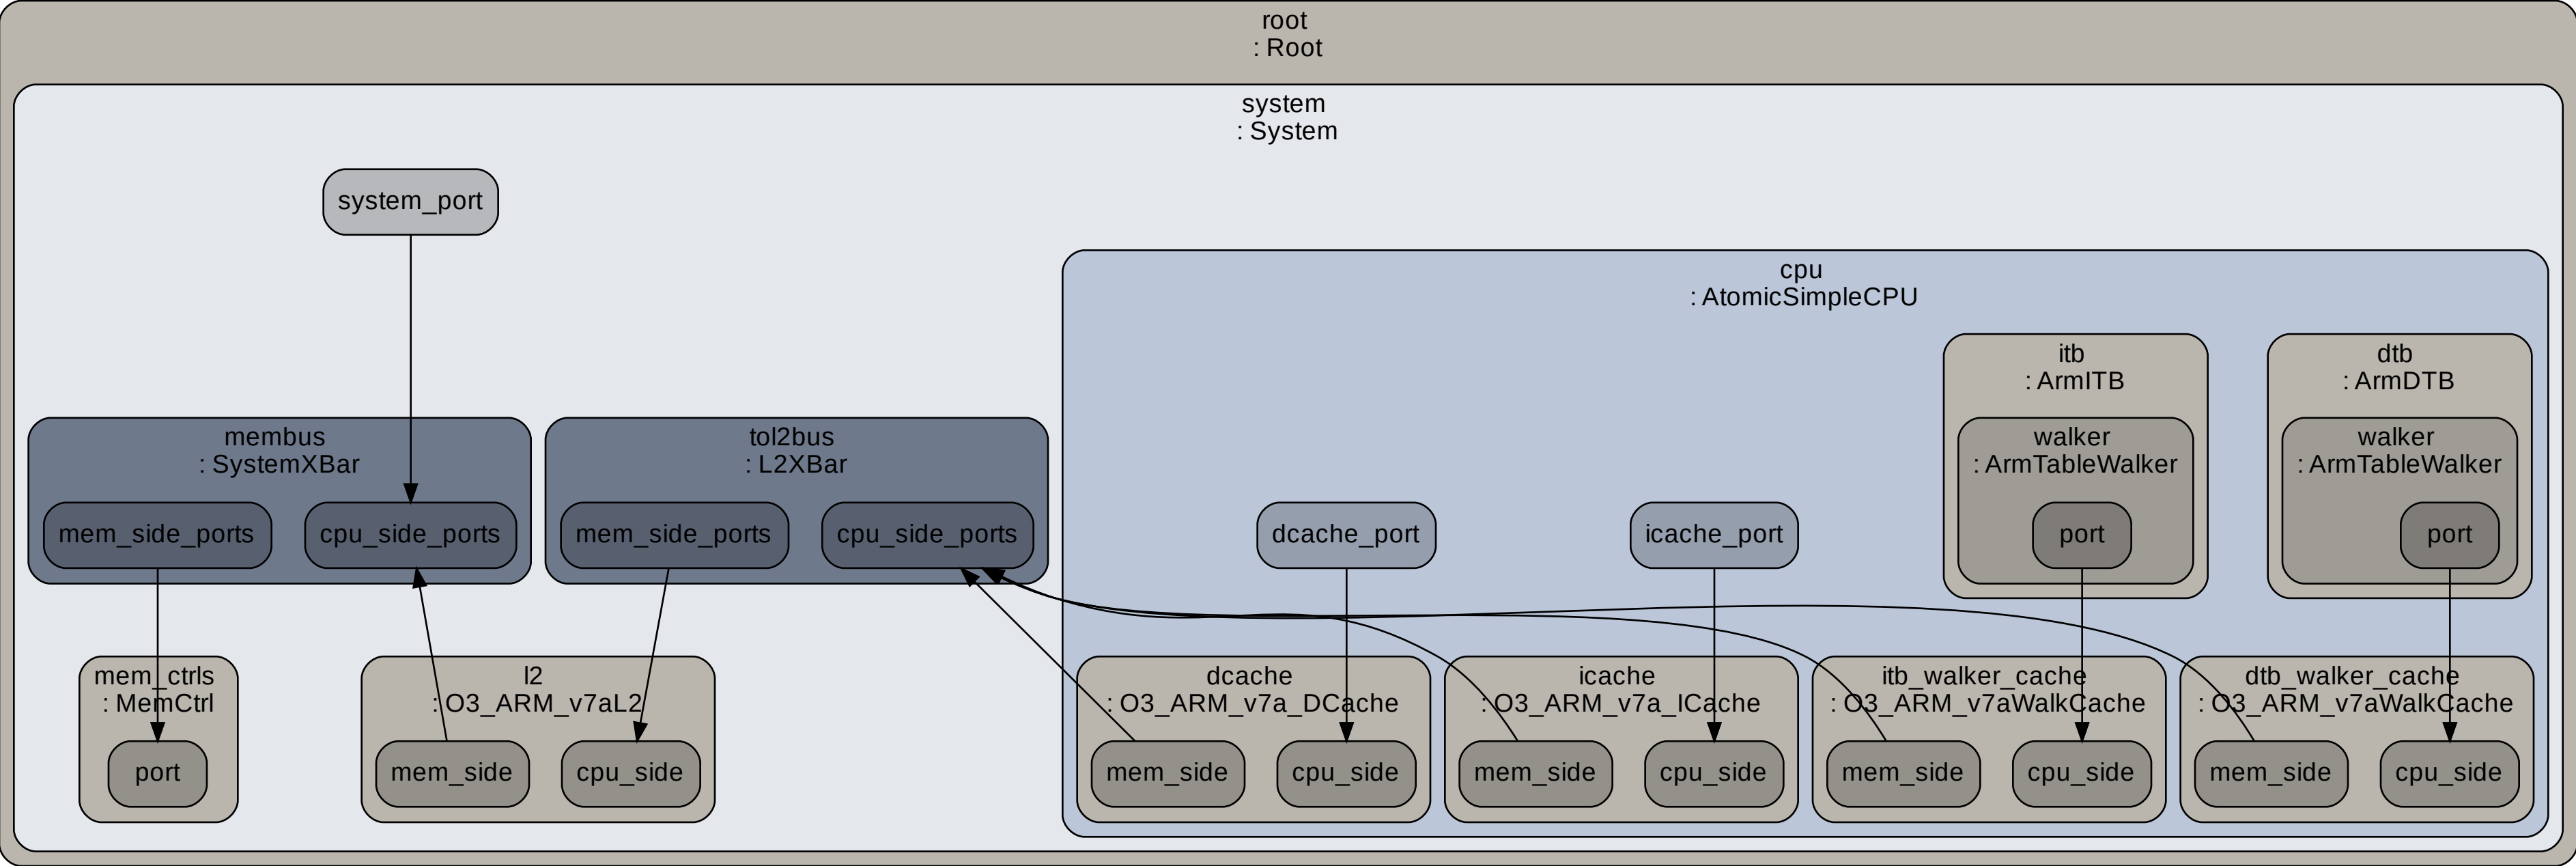 root
: Root
system
: System
system_port
cpu
: AtomicSimpleCPU
itb
: ArmITB
dtb
: ArmDTB
membus
: SystemXBar
tol2bus
: L2XBar
walker
: ArmTableWalker
walker
: ArmTableWalker
mem_side_ports
cpu_side_ports
mem_side_ports
cpu_side_ports
dcache_port
icache_port
port
port
mem_ctrls
: MemCtrl
l2
: O3_ARM_v7aL2
dcache
: O3_ARM_v7a_DCache
icache
: O3_ARM_v7a_ICache
itb_walker_cache
: O3_ARM_v7aWalkCache
dtb_walker_cache
: O3_ARM_v7aWalkCache
port
mem_side
cpu_side
mem_side
cpu_side
mem_side
cpu_side
mem_side
cpu_side
mem_side
cpu_side